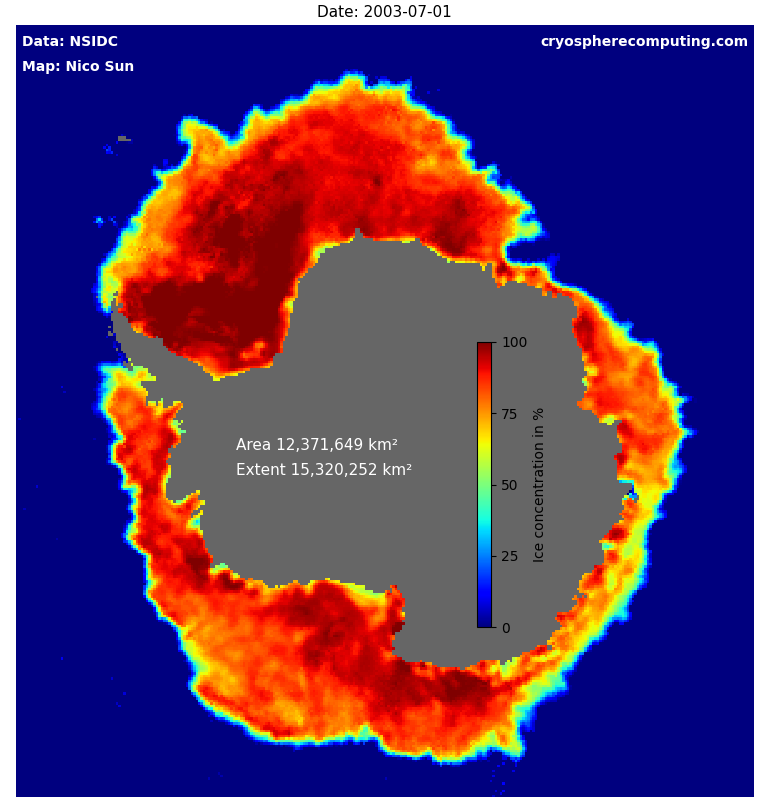 Date: 2003-07-01
Data: NSIDC
cryospherecomputing.com
Map: Nico Sun
Area 12,371,649 km²
Extent 15,320,252 km²
100
75
50
25
0
Ice concentration in %